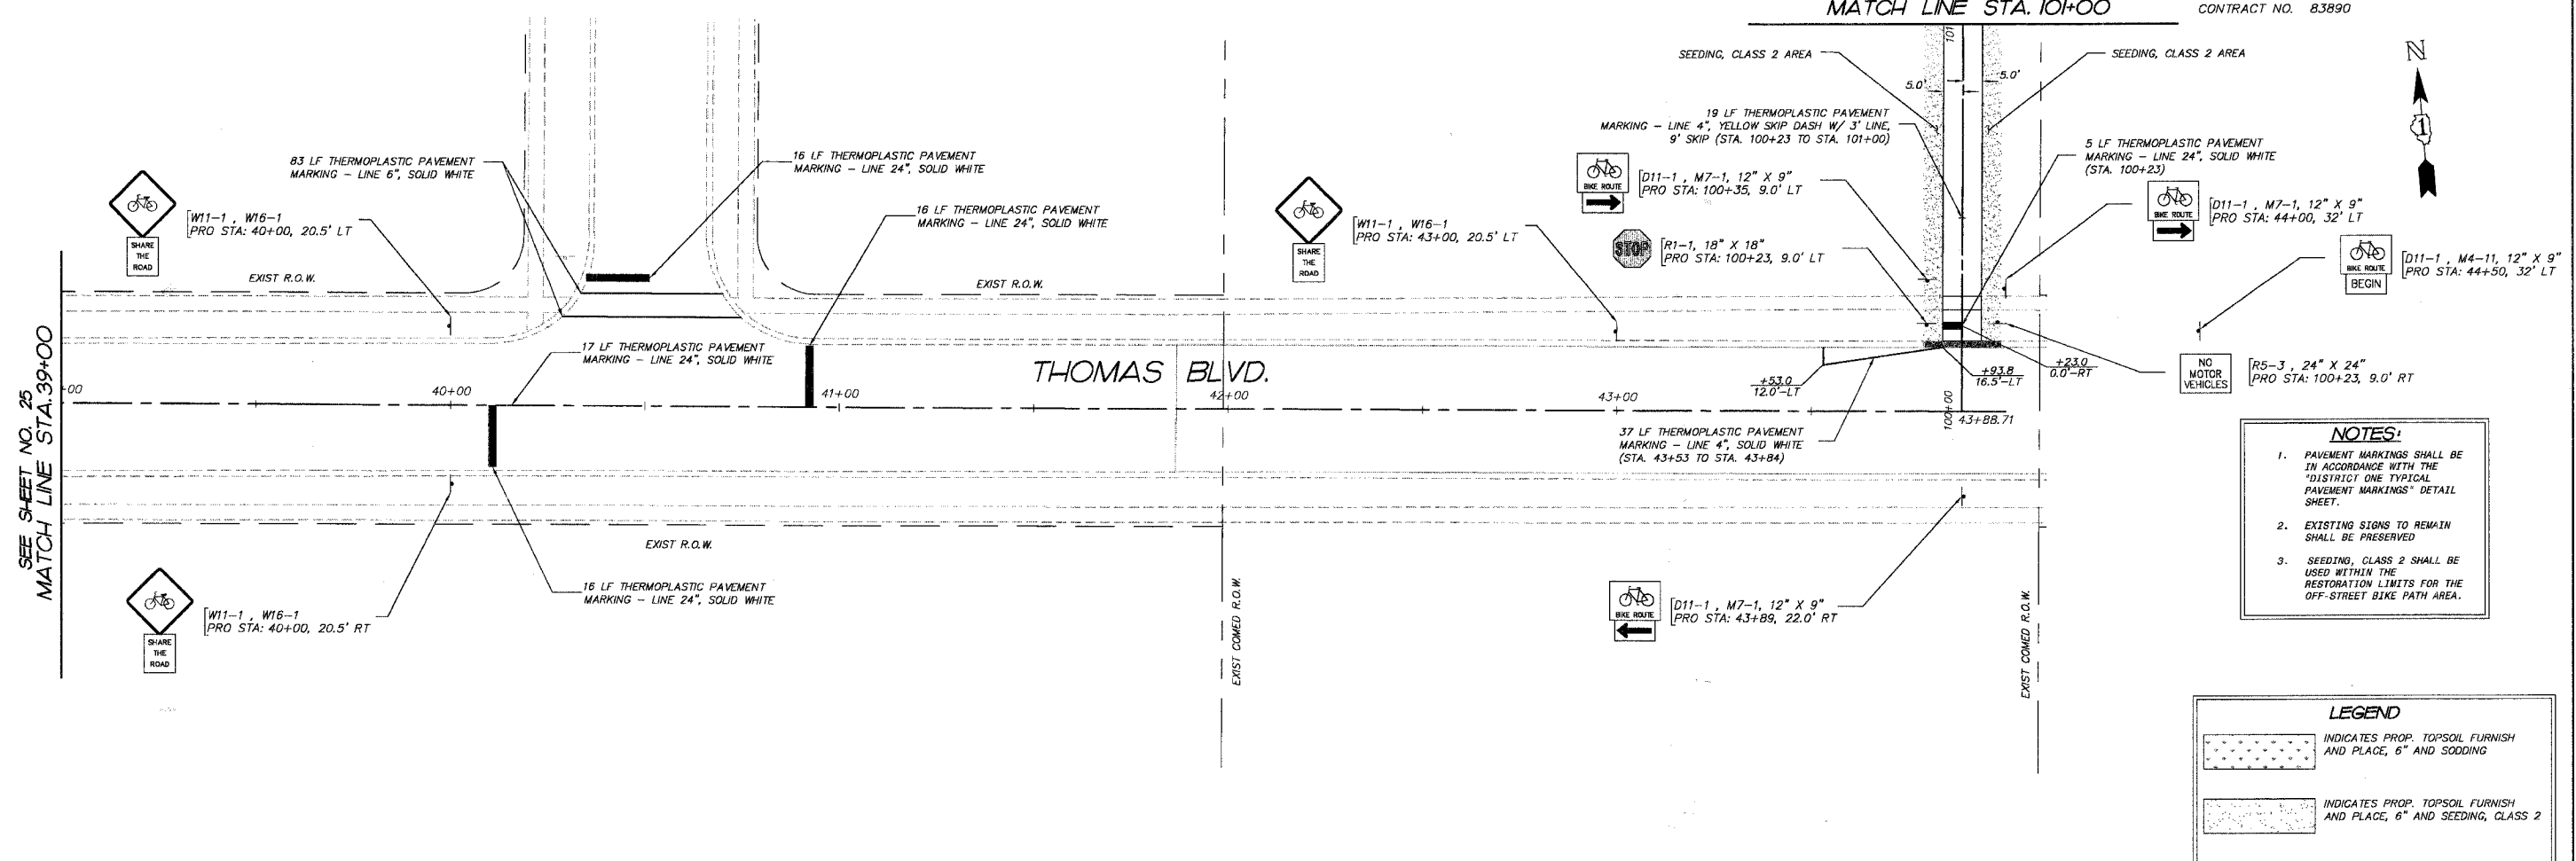 MATCH LINE STA. 101+00
CONTRACT NO. 83890
N
1
101
SEEDING, CLASS 2 AREA
SEEDING, CLASS 2 AREA
5.0'
5.0'
19 LF THERMOPLASTIC PAVEMENT
MARKING - LINE 4", YELLOW SKIP DASH W/ 3' LINE,
9' SKIP (STA. 100+23 TO STA. 101+00)
5 LF THERMOPLASTIC PAVEMENT
MARKING - LINE 24", SOLID WHITE
(STA. 100+23)
83 LF THERMOPLASTIC PAVEMENT
MARKING - LINE 6", SOLID WHITE
16 LF THERMOPLASTIC PAVEMENT
MARKING - LINE 24", SOLID WHITE
16 LF THERMOPLASTIC PAVEMENT
MARKING - LINE 24", SOLID WHITE
SHARE
THE
ROAD
W11-1 , W16-1
PRO STA: 40+00, 20.5' LT
SHARE
THE
ROAD
W11-1 , W16-1
PRO STA: 43+00, 20.5' LT
BIKE ROUTE
D11-1 , M7-1, 12" X 9"
PRO STA: 100+35, 9.0' LT
STOP
R1-1, 18" X 18"
PRO STA: 100+23, 9.0' LT
BIKE ROUTE
D11-1 , M7-1, 12" X 9"
PRO STA: 44+00, 32' LT
BIKE ROUTE
BEGIN
D11-1 , M4-11, 12" X 9"
PRO STA: 44+50, 32' LT
EXIST R.O.W.
EXIST R.O.W.
17 LF THERMOPLASTIC PAVEMENT
MARKING - LINE 24", SOLID WHITE
THOMAS BLVD.
SEE SHEET NO. 25
MATCH LINE STA. 39+00
+00
40+00
41+00
42+00
43+00
+53.0
12.0'-LT
+93.8
16.5'-LT
+23.0
0.0'-RT
100+00
43+88.71
NO
MOTOR
VEHICLES
R5-3 , 24" X 24"
PRO STA: 100+23, 9.0' RT
37 LF THERMOPLASTIC PAVEMENT
MARKING - LINE 4", SOLID WHITE
(STA. 43+53 TO STA. 43+84)
EXIST R.O.W.
16 LF THERMOPLASTIC PAVEMENT
MARKING - LINE 24", SOLID WHITE
SHARE
THE
ROAD
W11-1 , W16-1
PRO STA: 40+00, 20.5' RT
BIKE ROUTE
D11-1 , M7-1, 12" X 9"
PRO STA: 43+89, 22.0' RT
EXIST COMED R.O.W.
EXIST COMED R.O.W.
NOTES:
1. PAVEMENT MARKINGS SHALL BE
IN ACCORDANCE WITH THE
"DISTRICT ONE TYPICAL
PAVEMENT MARKINGS" DETAIL
SHEET.
2. EXISTING SIGNS TO REMAIN
SHALL BE PRESERVED
3. SEEDING, CLASS 2 SHALL BE
USED WITHIN THE
RESTORATION LIMITS FOR THE
OFF-STREET BIKE PATH AREA.
LEGEND
INDICATES PROP. TOPSOIL FURNISH
AND PLACE, 6" AND SODDING
INDICATES PROP. TOPSOIL FURNISH
AND PLACE, 6" AND SEEDING, CLASS 2